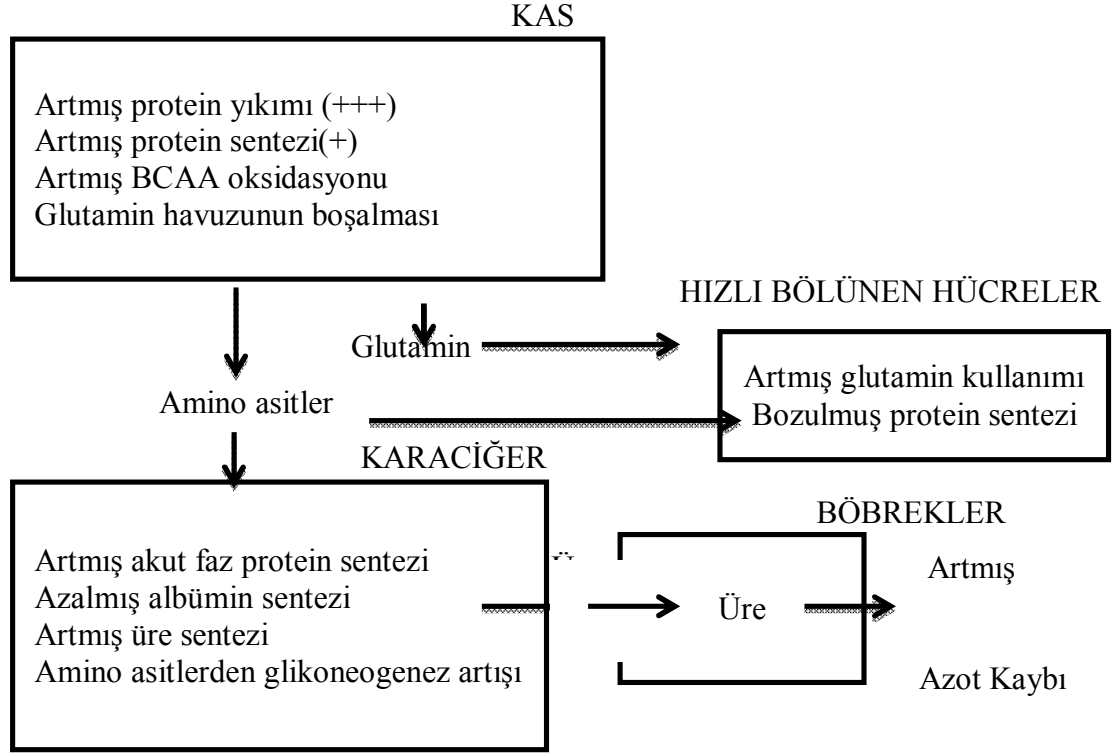 KAS
Artmış protein yıkımı (+++)
Artmış protein sentezi(+)
Artmış BCAA oksidasyonu
Glutamin havuzunun boşalması
HIZLI BÖLÜNEN HÜCRELER
Glutamin
Artmış glutamin kullanımı
Bozulmuş protein sentezi
Amino asitler
KARACİĞER
Artmış akut faz protein sentezi
Azalmış albümin sentezi
Artmış üre sentezi
Amino asitlerden glikoneogenez artışı
BÖBREKLER
Üre
Artmış
Azot Kaybı